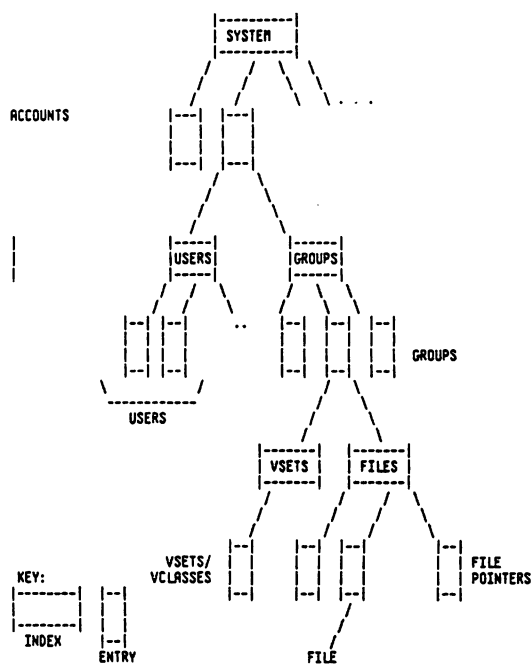 SYSTEM
. . .
ACCOUNTS
USERS
GROUPS
..
GROUPS
USERS
VSETS
FILES
VSETS/
VCLASSES
FILE
POINTERS
KEY:
INDEX
ENTRY
FILE